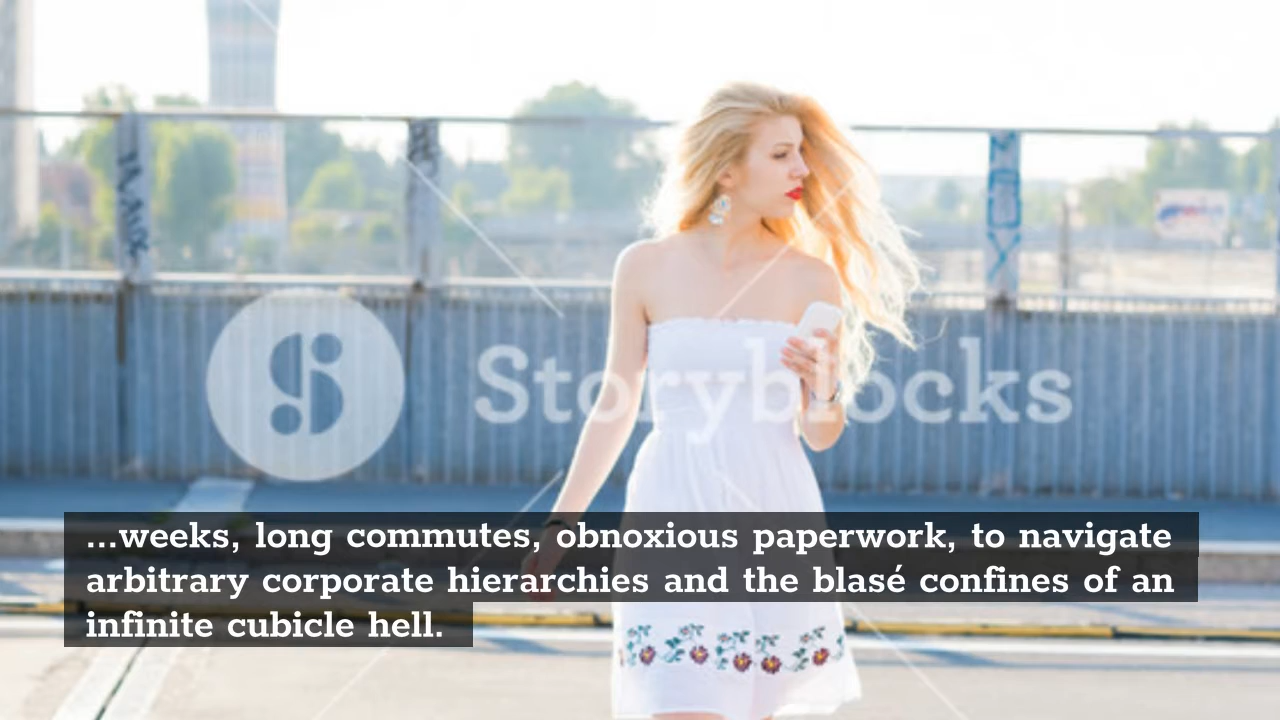 Storyblocks
...weeks, long commutes, obnoxious paperwork, to navigate
arbitrary corporate hierarchies and the blasé confines of an
infinite cubicle hell.